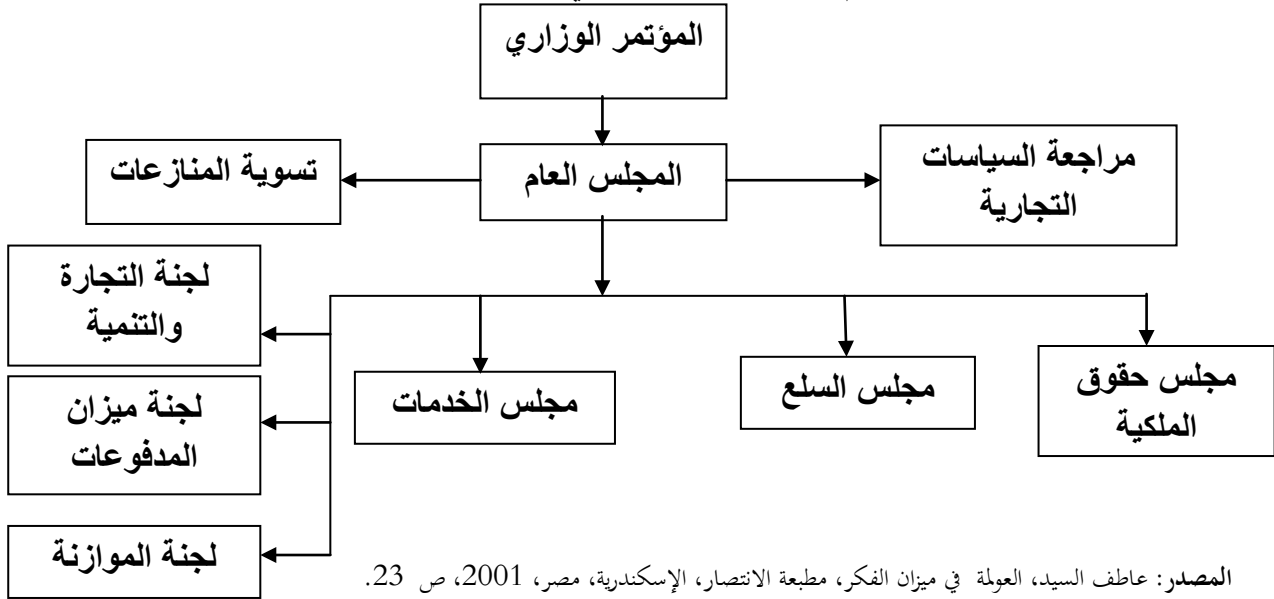 المؤتمر الوزاري
مراجعة السياسات
التجارية
المجلس العام
تسوية المنازعات
لجنة التجارة
والتنمية
مجلس حقوق
الملكية
مجلس السلع
مجلس الخدمات
لجنة ميزان
المدفوعات
لجنة الموازنة
المصدر: عاطف السيد، العولمة في ميزان الفكر، مطبعة الانتصار، الإسكندرية، مصر، 2001، ص 23.